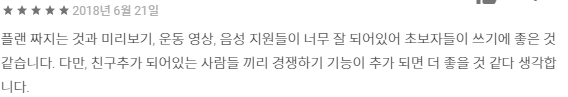 ★★★★★ 2018년 6월 21일
플랜 짜지는 것과 미리보기, 운동 영상, 음성 지원들이 너무 잘 되어있어 초보자들이 쓰기에 좋은 것
같습니다. 다만, 친구추가 되어있는 사람들 끼리 경쟁하기 기능이 추가 되면 더 좋을 것 같다 생각합
니다.